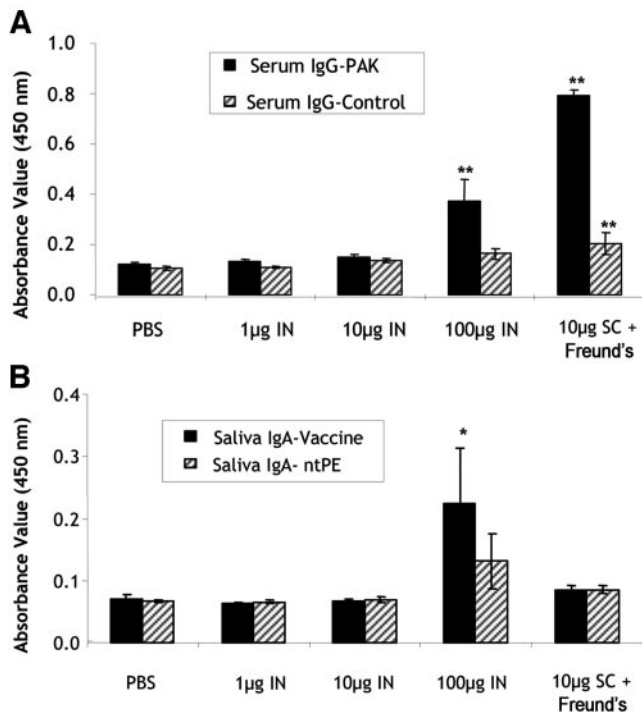 A
Absorbance Value (450 nm)
1.0
0.8
0.6
0.4
0.2
0.0
Serum IgG-PAK
Serum IgG-Control
**
**
**
PBS
1µg IN
10µg IN
100µg IN
10µg SC +
Freund's
B
Absorbance Value (450 nm)
0.4
0.3
0.2
0.1
0.0
Saliva IgA-Vaccine
Saliva IgA- ntPE
*
PBS
1µg IN
10µg IN
100µg IN
10µg SC +
Freund's